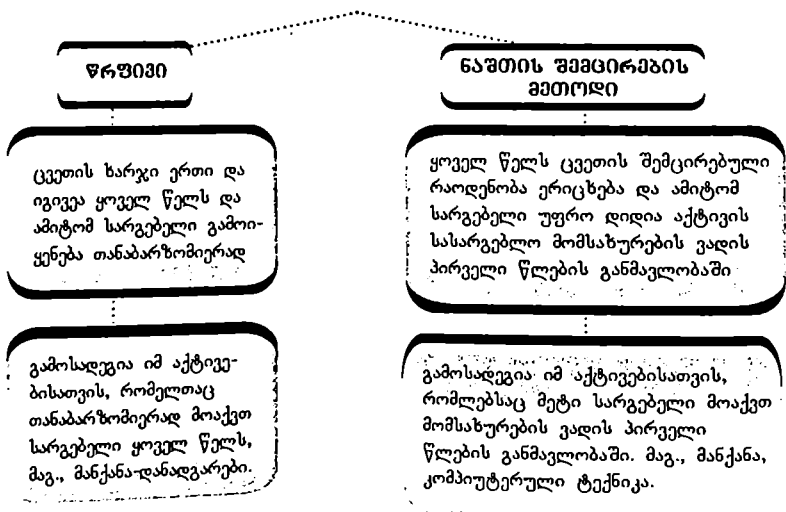 წრფივი
ცვეთის ხარჯი ერთი და
იგივეა ყოველ წელს და
ამიტომ სარგებელი გამოი-
ყენება თანაბარზომიერად
გამოსადეგია იმ აქტივე-
ბისათვის, რომელთაც
თანაბარზომიერად მოაქვთ
სარგებელი ყოველ წელს,
მაგ., მანქანა-დანადგარები.
ნაშთის შემცირების
მეთოდი
ყოველ წელს ცვეთის შემცირებული
რაოდენობა ერიცხება და ამიტომ
სარგებელი უფრო დიდია აქტივის
სასარგებლო მომსახურების ვადის
პირველი წლების განმავლობაში
გამოსადეგია იმ აქტივებისათვის,
რომლებსაც მეტი სარგებელი მოაქვთ
მომსახურების ვადის პირველი
წლების განმავლობაში. მაგ., მანქანა,
კომპიუტერული ტექნიკა.